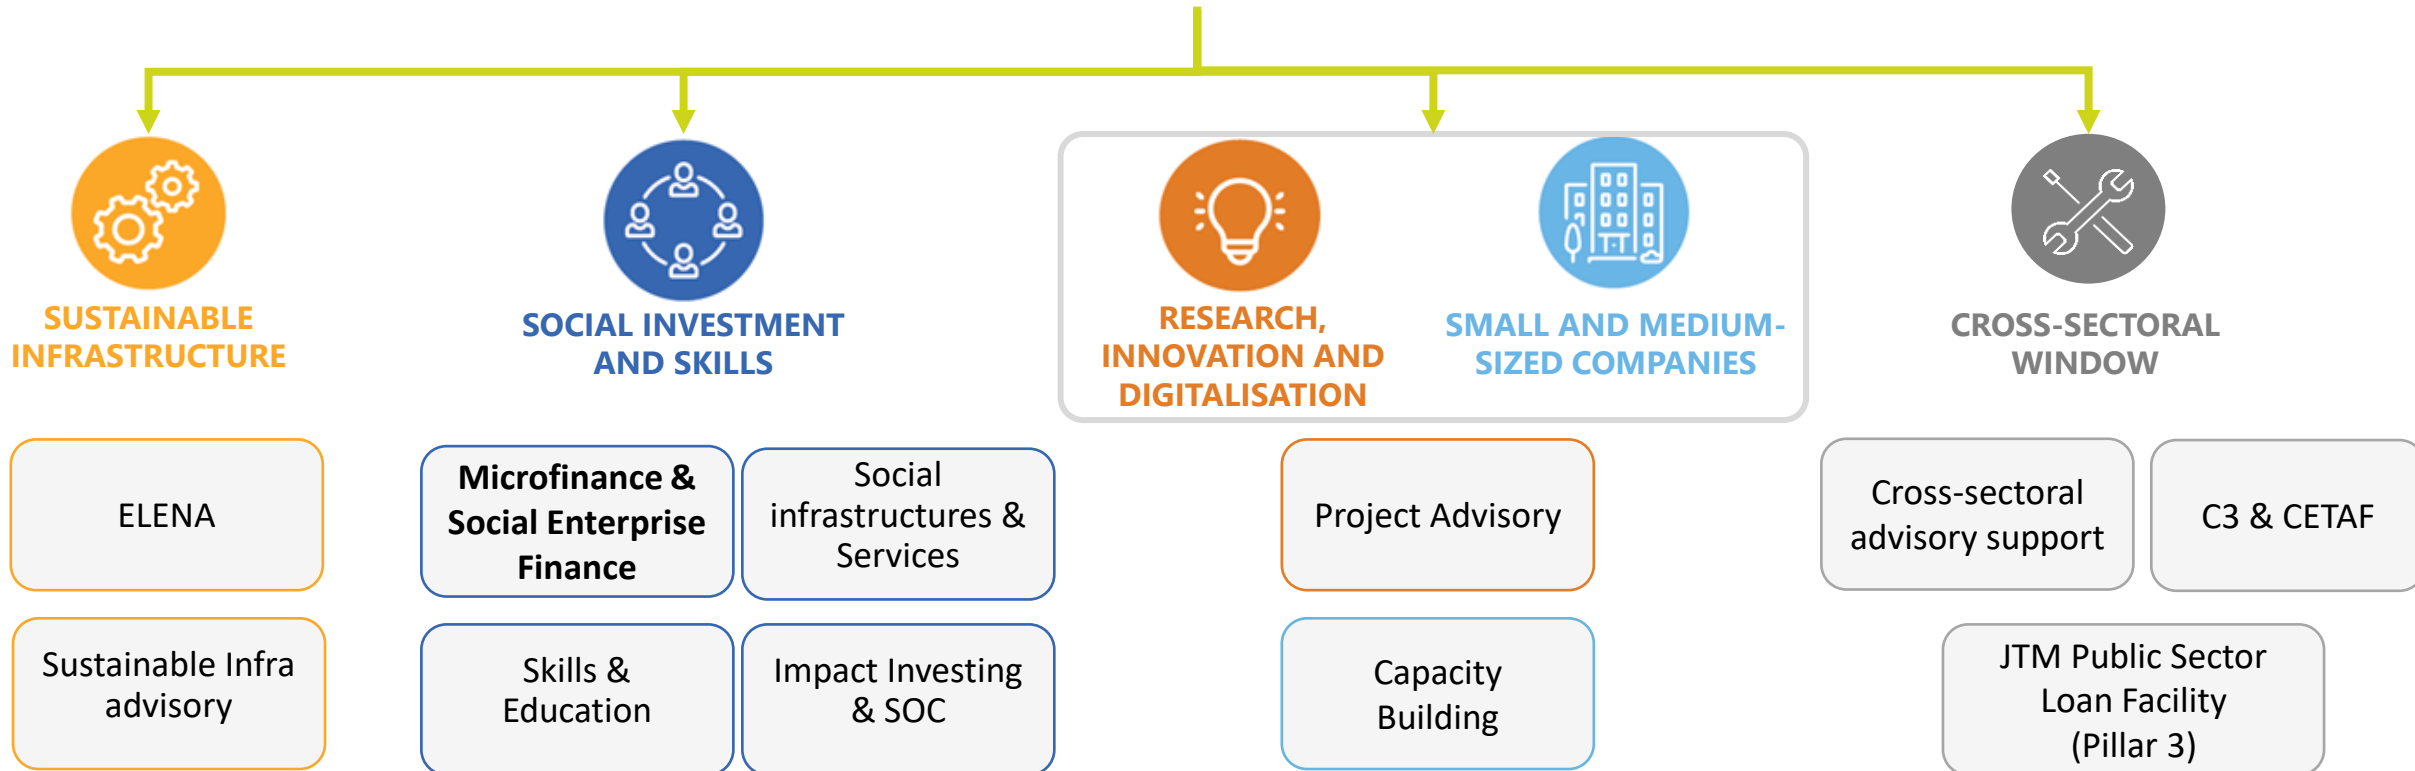 SUSTAINABLE
INFRASTRUCTURE
SOCIAL INVESTMENT
AND SKILLS
RESEARCH,
INNOVATION AND
DIGITALISATION
SMALL AND MEDIUM-
SIZED COMPANIES
CROSS-SECTORAL
WINDOW
ELENA
Sustainable Infra
advisory
Microfinance &
Social Enterprise
Finance
Social
infrastructures &
Services
Skills &
Education
Impact Investing
& SOC
Project Advisory
Capacity
Building
Cross-sectoral
advisory support
C3 & CETAF
JTM Public Sector
Loan Facility
(Pillar 3)